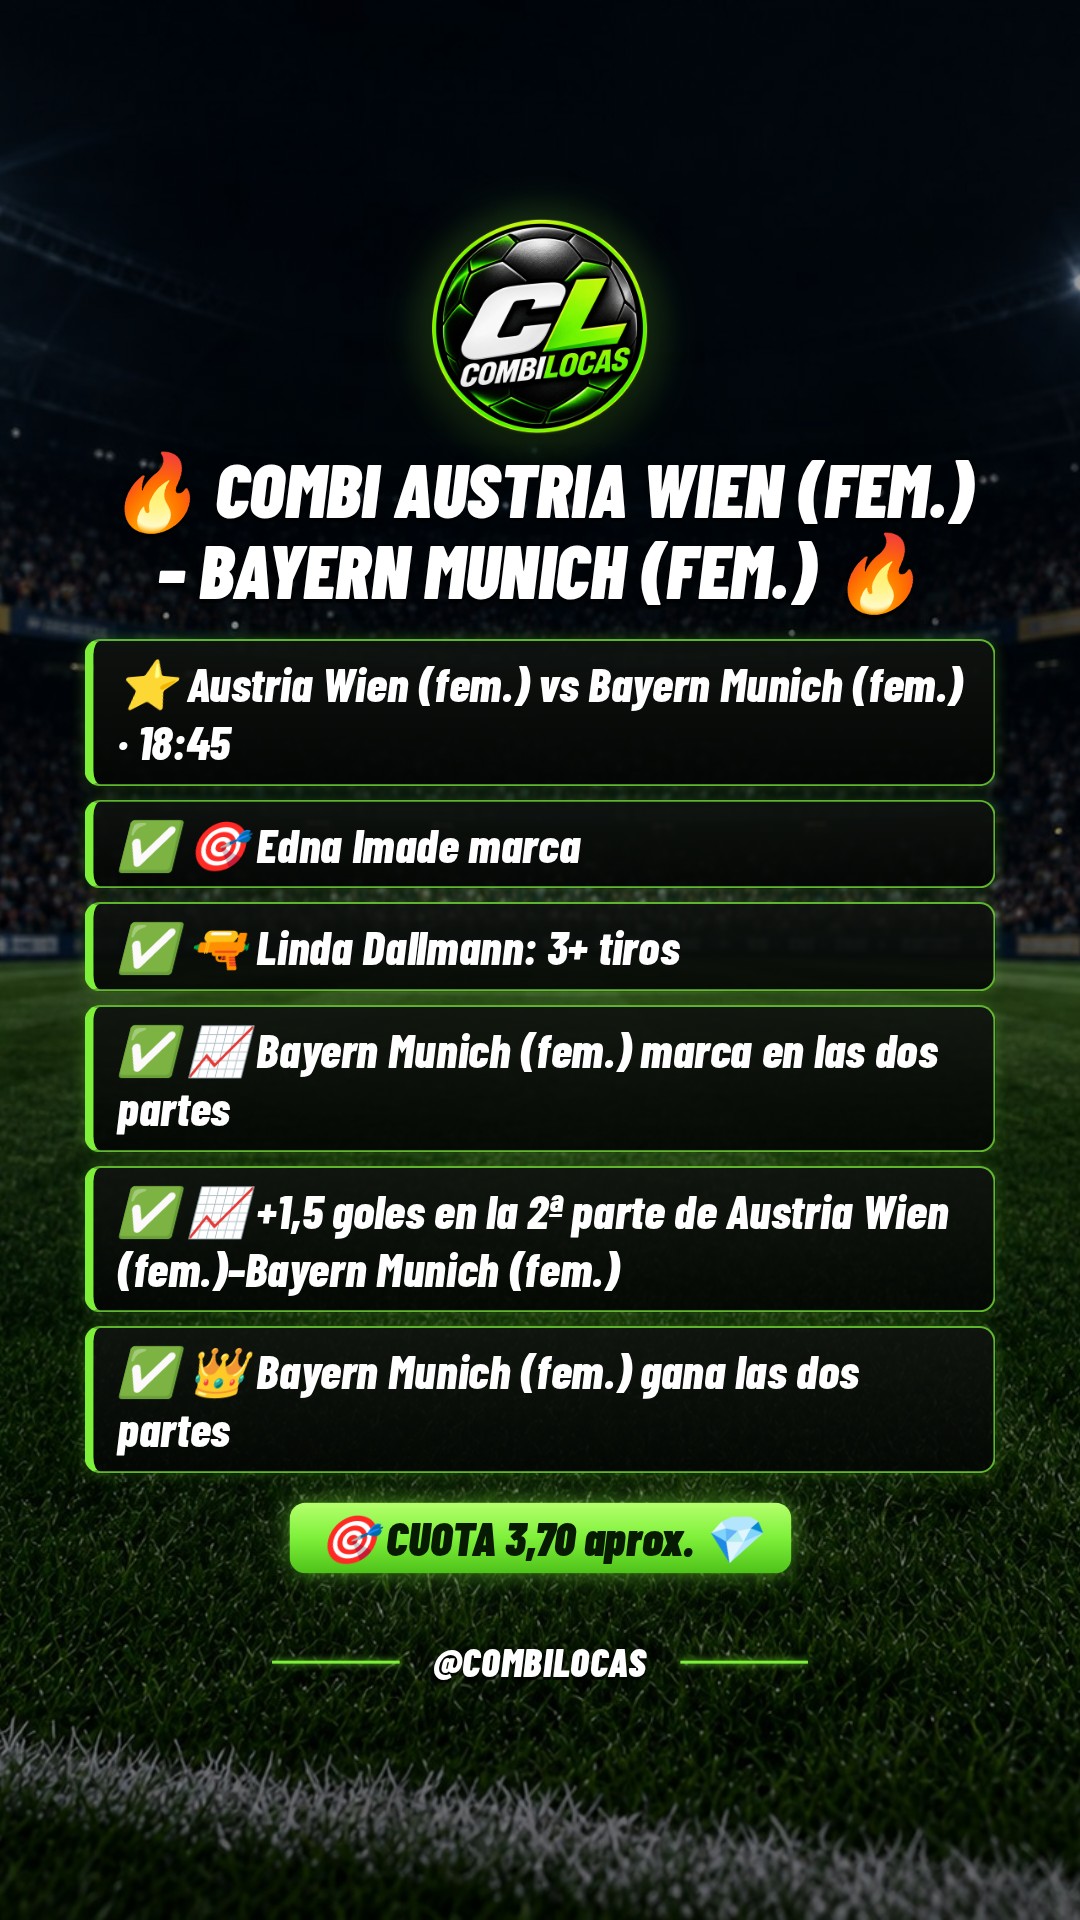 CL
COMBILOCAS
🔥 COMBI AUSTRIA WIEN (FEM.)
- BAYERN MUNICH (FEM.) 🔥
⭐ Austria Wien (fem.) vs Bayern Munich (fem.)
· 18:45
✅ 🎯 Edna Imade marca
✅ 🔫 Linda Dallmann: 3+ tiros
✅ 📈 Bayern Munich (fem.) marca en las dos
partes
✅ 📈 +1,5 goles en la 2ª parte de Austria Wien
(fem.)-Bayern Munich (fem.)
✅ 👑 Bayern Munich (fem.) gana las dos
partes
🎯 CUOTA 3,70 aprox. 💎
@COMBILOCAS